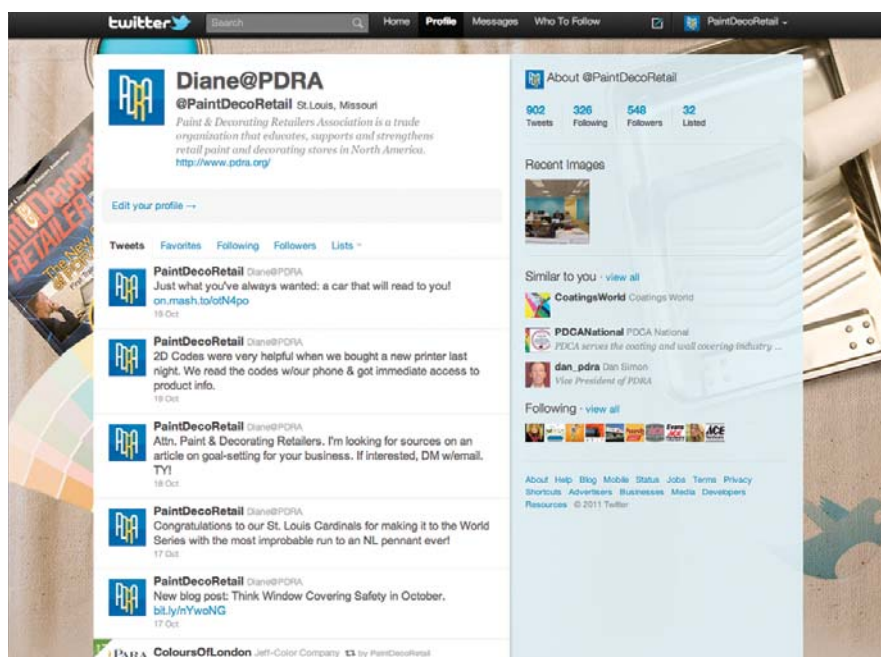 twitter
Search
Home
Profile
Messages
Who To Follow
PaintDecoRetail
Diane@PDRA
@PaintDecoRetail St.Louis, Missouri
Paint & Decorating Retailers Association is a trade
organization that educates, supports and strengthens
retail paint and decorating stores in North America.
http://www.pdra.org/
Edit your profile →
Tweets Favorites Following Followers Lists
PaintDecoRetail Diane@PDRA
Just what you've always wanted: a car that will read to you!
on.mash.to/otN4po
19 Oct
PaintDecoRetail Diane@PDRA
2D Codes were very helpful when we bought a new printer last
night. We read the codes w/our phone & got immediate access to
product info.
19 Oct
PaintDecoRetail Diane@PDRA
Attn. Paint & Decorating Retailers. I'm looking for sources on an
article on goal-setting for your business. If interested, DM w/email.
TY!
18 Oct
PaintDecoRetail Diane@PDRA
Congratulations to our St. Louis Cardinals for making it to the World
Series with the most improbable run to an NL pennant ever!
17 Oct
PaintDecoRetail Diane@PDRA
New blog post: Think Window Covering Safety in October.
bit.ly/nYwoNG
17 Oct
PARA
ColoursOfLondon Jeff-Color Company by PaintDecoRetail
About @PaintDecoRetail
902 326 548 32
Tweets Following Followers Listed
Recent Images
Similar to you · view all
CoatingsWorld Coatings World
PDCANational PDCA National
PDCA serves the coating and wall covering industry ...
dan_pdra Dan Simon
Vice President of PDRA
Following · view all
ACE
About Help Blog Mobile Status Jobs Terms Privacy
Shortcuts Advertisers Businesses Media Developers
Resources © 2011 Twitter
RETAILER